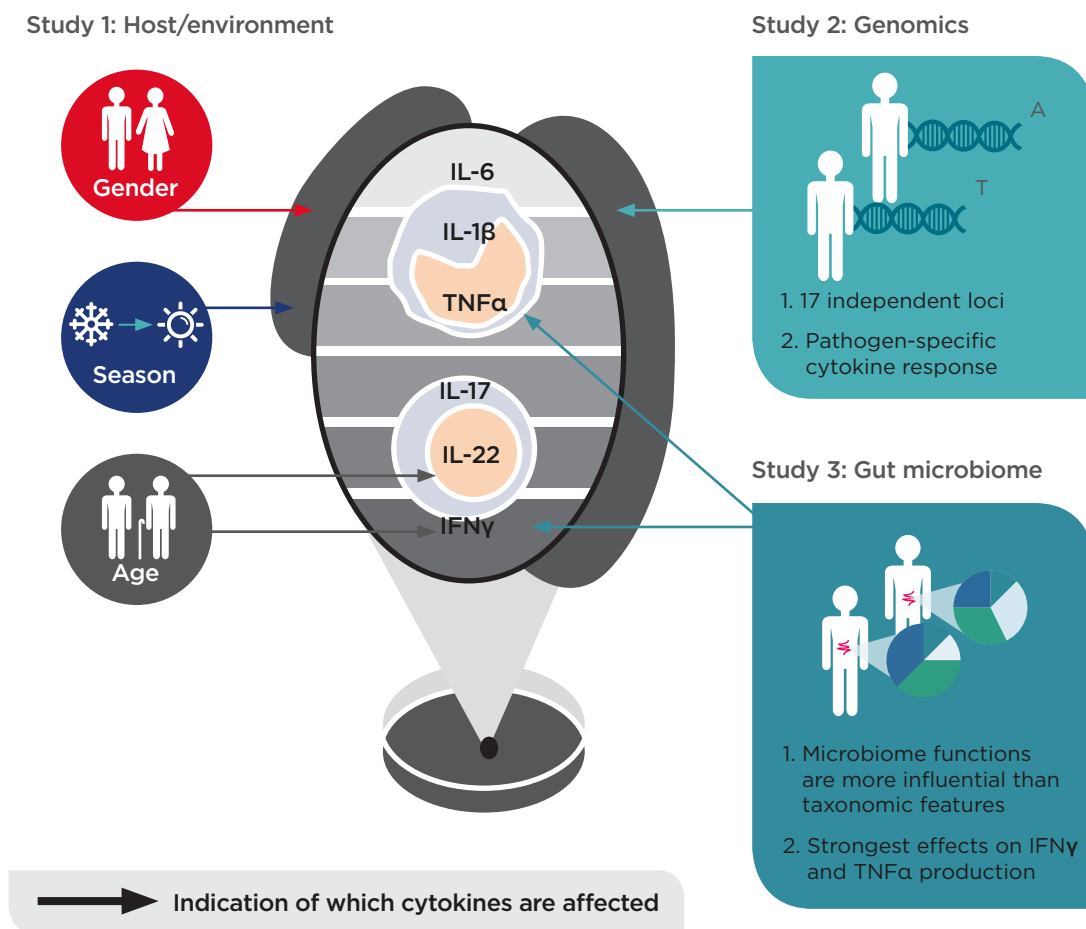 Study 1: Host/environment
Gender
Season
Age
IL-6
IL-1β
TNFα
IL-17
IL-22
IFNγ
Study 2: Genomics
A
T
1. 17 independent loci
2. Pathogen-specific
cytokine response
Study 3: Gut microbiome
1. Microbiome functions
are more influential than
taxonomic features
2. Strongest effects on IFNγ
and TNFα production
Indication of which cytokines are affected